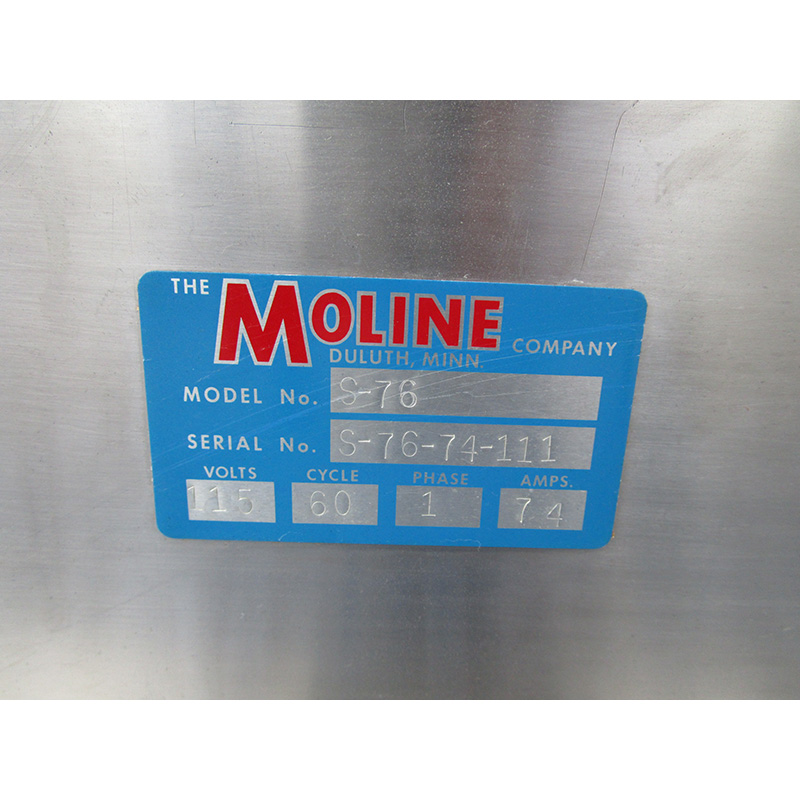 THE MOLINE COMPANY
DULUTH, MINN.
MODEL No. S-76
SERIAL No. S-76-74-111
VOLTS CYCLE PHASE AMPS.
115 60 1 7.4